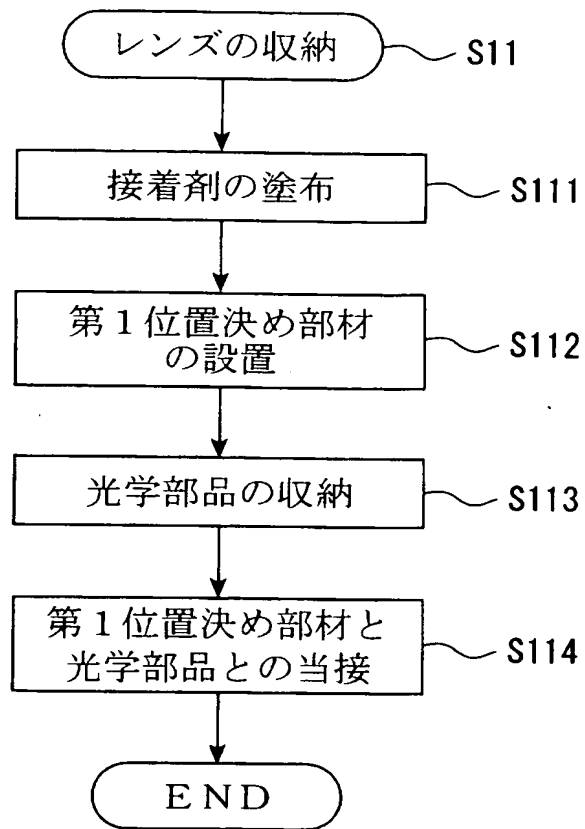 レンズの収納
S11
接着剤の塗布
S111
第１位置決め部材
の設置
S112
光学部品の収納
S113
第１位置決め部材と
光学部品との当接
S114
END